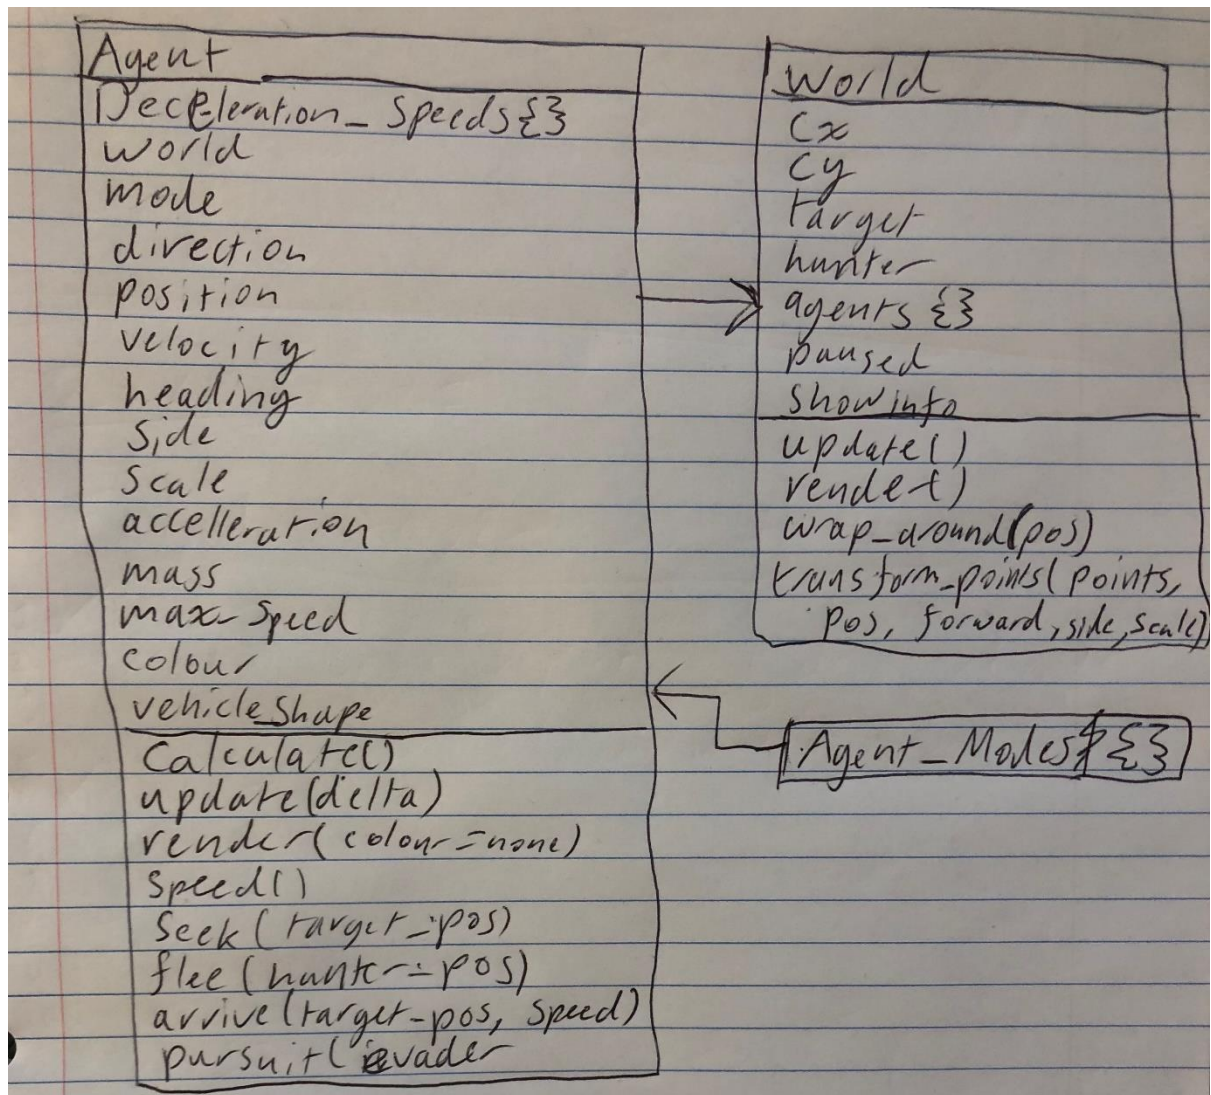 Agent
Deceleration_Speeds{}
world
mode
direction
position
velocity
heading
side
scale
accelleration
mass
max_speed
colour
vehicle_shape
Calculate()
update(delta)
render(colour=none)
speed()
seek(target_pos)
flee(hunter_pos)
arrive(target_pos, speed)
pursuit(evader
World
cx
cy
target
hunter
agents {}
paused
showinfo
update()
render()
wrap_around(pos)
transform_points(points,
pos, forward, side, scale)
Agent_Modes {}